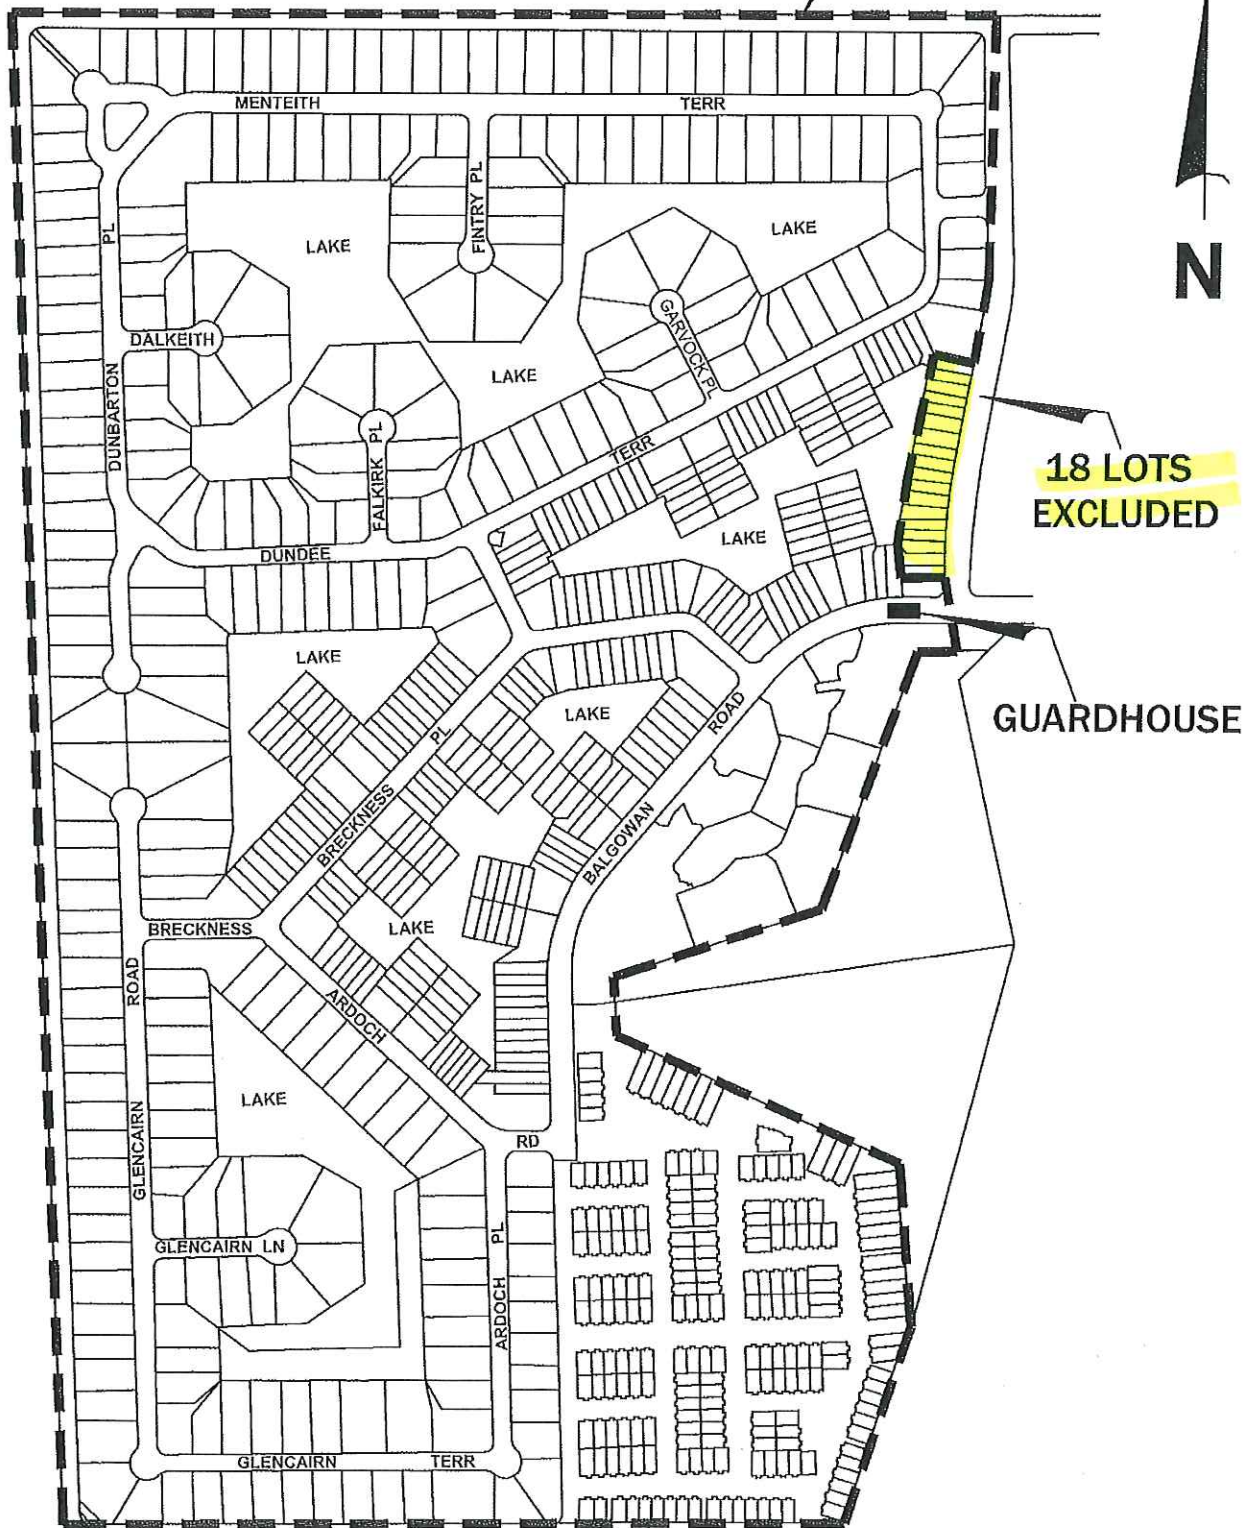 MENTEITH
TERR
FINTRY PL
LAKE
LAKE
N
PL
GARVOCK PL
DALKEITH
LAKE
DUNBARTON
FALKIRK PL
TERR
18 LOTS
EXCLUDED
LAKE
DUNDEE
LAKE
LAKE
ROAD
GUARDHOUSE
PL
BRECKNESS
BALGOWAN
BRECKNESS
LAKE
ROAD
ARDOCH
LAKE
RD
GLENCAIRN
GLENCAIRN LN
PL
ARDOCH
GLENCAIRN
TERR